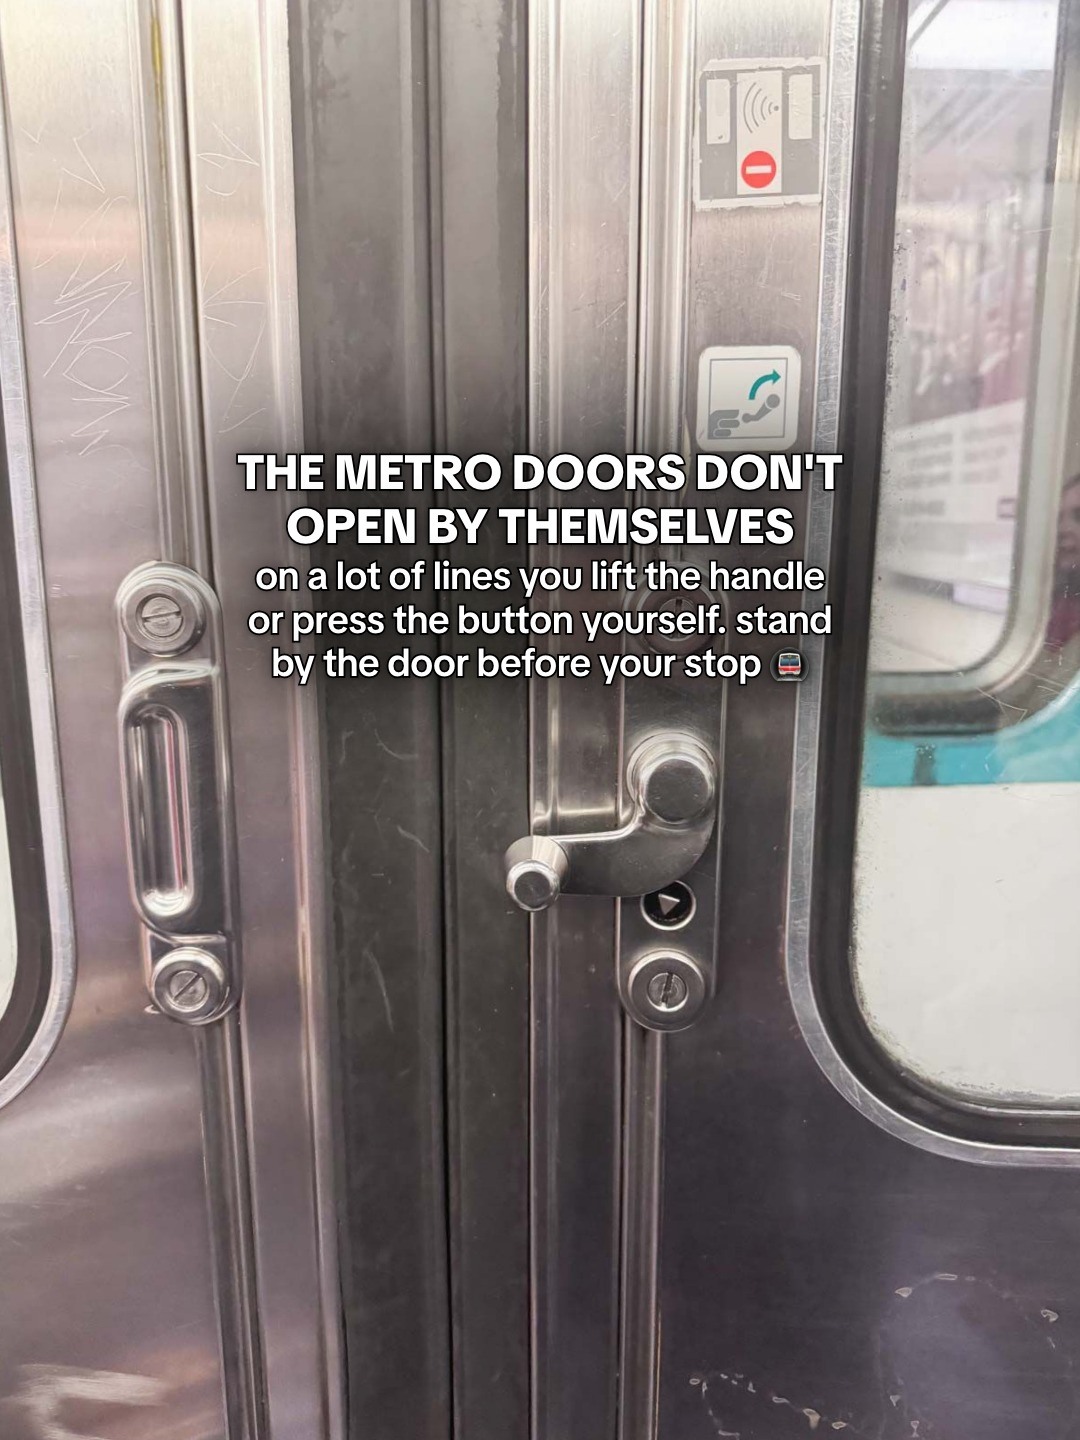 THE METRO DOORS DON'T
OPEN BY THEMSELVES
on a lot of lines you lift the handle
or press the button yourself. stand
by the door before your stop 🚃